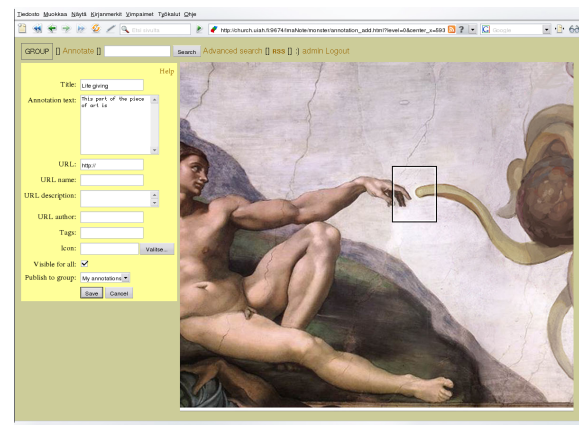 Tiedosto Muokkaa Näytä Kirjanmerkit Vimpaimet Työkalut Ohje
http://church.uiah.fi:9674/ImaNote/monster/annotation_add.html?level=0&center_x=593
Google
GROUP [] Annotate [] Search Advanced search [] RSS [] :) admin Logout
Help
Title: Life giving
Annotation text: This part of the piece
of art is
URL: http://
URL name:
URL description:
URL author:
Tags:
Icon: Valitse...
Visible for all:
Publish to group: My annotations
Save Cancel